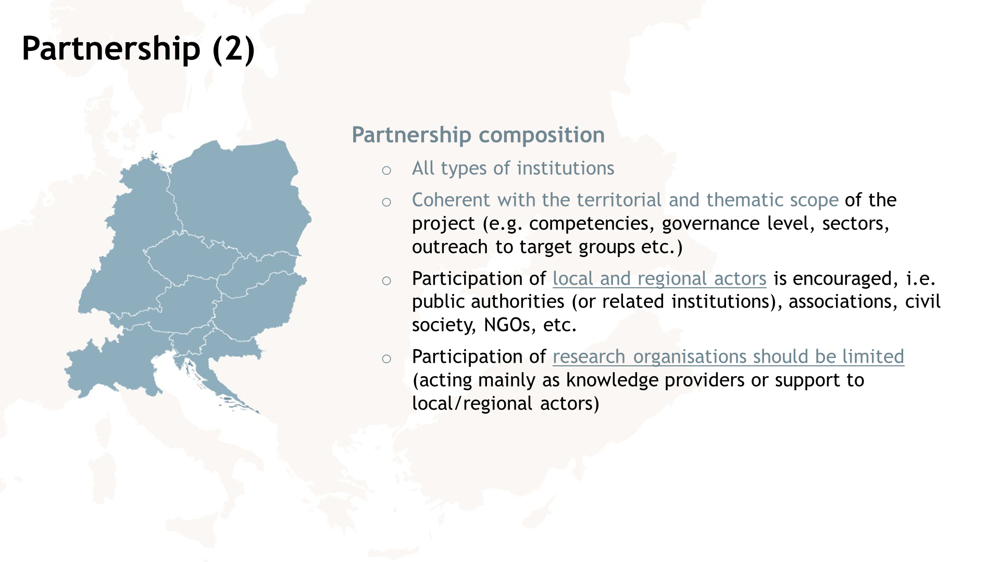 Partnership (2)
Partnership composition
o All types of institutions
o Coherent with the territorial and thematic scope of the
project (e.g. competencies, governance level, sectors,
outreach to target groups etc.)
o Participation of local and regional actors is encouraged, i.e.
public authorities (or related institutions), associations, civil
society, NGOs, etc.
o Participation of research organisations should be limited
(acting mainly as knowledge providers or support to
local/regional actors)